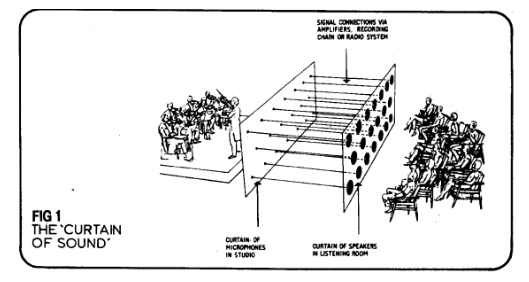 SIGNAL CONNECTIONS VIA
AMPLIFIERS, RECORDING
CHAIN OR RADIO SYSTEM
FIG 1
THE 'CURTAIN
OF SOUND'
CURTAIN OF
MICROPHONES
IN STUDIO
CURTAIN OF SPEAKERS
IN LISTENING ROOM